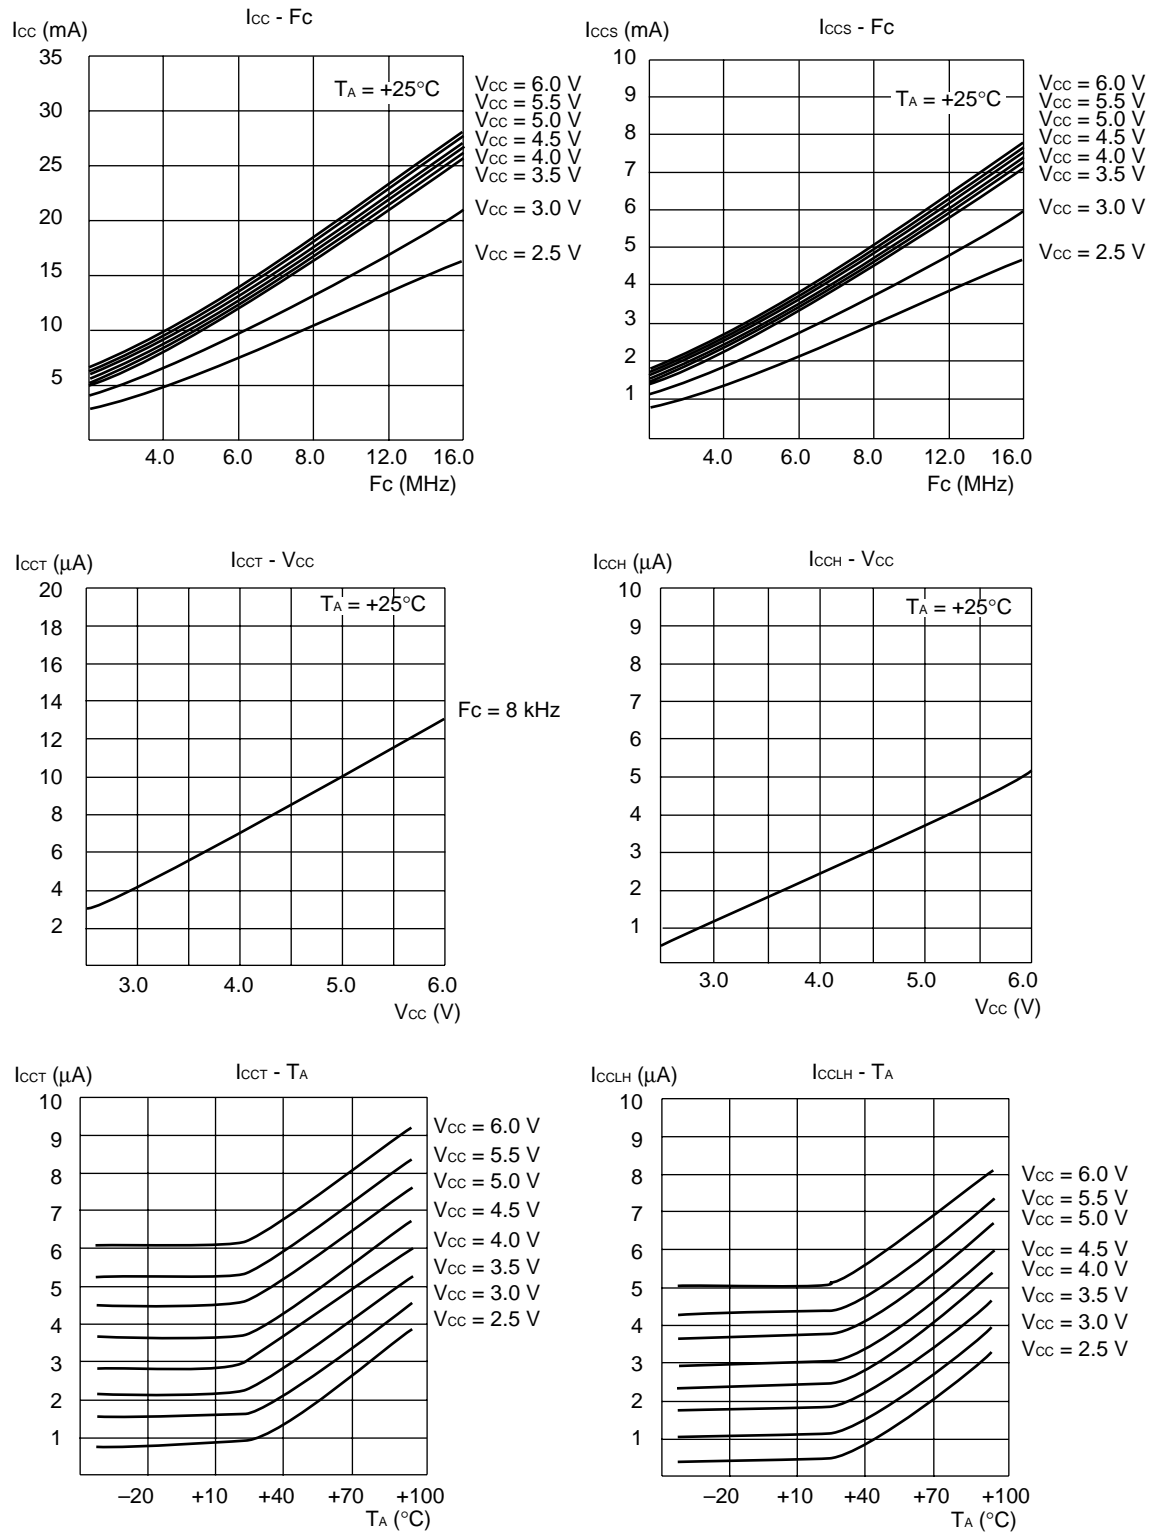 ICC - Fc
ICC (mA)
35
30
25
20
15
10
5
TA = +25°C
VCC = 6.0 V
VCC = 5.5 V
VCC = 5.0 V
VCC = 4.5 V
VCC = 4.0 V
VCC = 3.5 V
VCC = 3.0 V
VCC = 2.5 V
4.0 6.0 8.0 12.0 16.0
Fc (MHz)
ICCS - Fc
ICCS (mA)
10
9
8
7
6
5
4
3
2
1
TA = +25°C
VCC = 6.0 V
VCC = 5.5 V
VCC = 5.0 V
VCC = 4.5 V
VCC = 4.0 V
VCC = 3.5 V
VCC = 3.0 V
VCC = 2.5 V
4.0 6.0 8.0 12.0 16.0
Fc (MHz)
ICCT - VCC
ICCT (µA)
20
18
16
14
12
10
8
6
4
2
TA = +25°C
Fc = 8 kHz
3.0 4.0 5.0 6.0
VCC (V)
ICCH - VCC
ICCH (µA)
10
9
8
7
6
5
4
3
2
1
TA = +25°C
3.0 4.0 5.0 6.0
VCC (V)
ICCT - TA
ICCT (µA)
10
9
8
7
6
5
4
3
2
1
VCC = 6.0 V
VCC = 5.5 V
VCC = 5.0 V
VCC = 4.5 V
VCC = 4.0 V
VCC = 3.5 V
VCC = 3.0 V
VCC = 2.5 V
–20 +10 +40 +70 +100
TA (°C)
ICCLH - TA
ICCLH (µA)
10
9
8
7
6
5
4
3
2
1
VCC = 6.0 V
VCC = 5.5 V
VCC = 5.0 V
VCC = 4.5 V
VCC = 4.0 V
VCC = 3.5 V
VCC = 3.0 V
VCC = 2.5 V
–20 +10 +40 +70 +100
TA (°C)